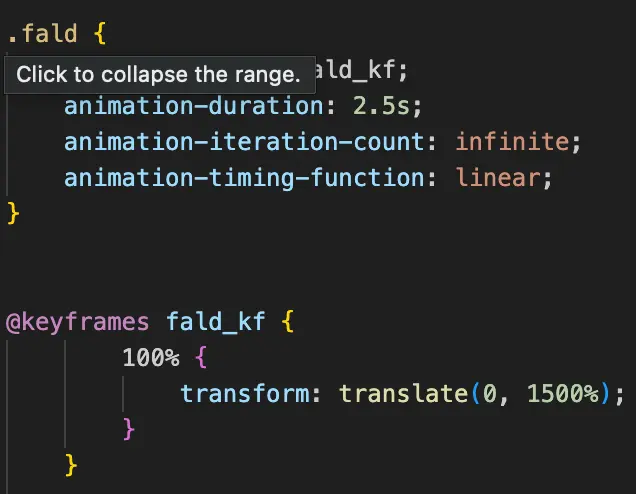 .fald {
Click to collapse the range. ald_kf;
animation-duration: 2.5s;
animation-iteration-count: infinite;
animation-timing-function: linear;
}
@keyframes fald_kf {
100% {
transform: translate(0, 1500%);
}
}